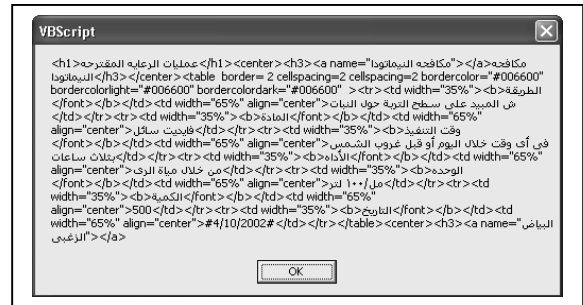 VBScript
<h1>عمليات الرعايه المقترحه</h1><center><h3><a name="مكافحه النيماتودا"></a>مكافحه
النيماتودا</h3></center><table  border= 2 cellspacing=2 cellspacing=2 bordercolor="#006600"
bordercolorlight="#006600" bordercolordark="#006600"  ><tr><td width="35%"><b>الطريقة
</font></b></td><td width="65%" align="center">ش المبيد على سطح التربة حول النبات
</td></tr><tr><td width="35%"><b>المادة</font></b></td><td width="65%"
align="center">فايديت سائل</td></tr><tr><td width="35%"><b>وقت التنفيذ
</font></b></td><td width="65%" align="center">فى أى وقت خلال اليوم أو قبل غروب الشمس
بثلاث ساعات</td></tr><tr><td width="35%"><b>الأداه</font></b></td><td width="65%"
align="center">من خلال مياة الرى</td></tr><tr><td width="35%"><b>الوحده
</font></b></td><td width="65%" align="center">مل/١٠٠ لتر</td></tr><tr><td
width="35%"><b>الكمية</font></b></td><td width="65%"
align="center">500</td></tr><tr><td width="35%"><b>التاريخ</font></b></td><td
width="65%" align="center">#4/10/2002#</td></tr></table><center><h3><a name="البياض
الزغبى"></a>
OK